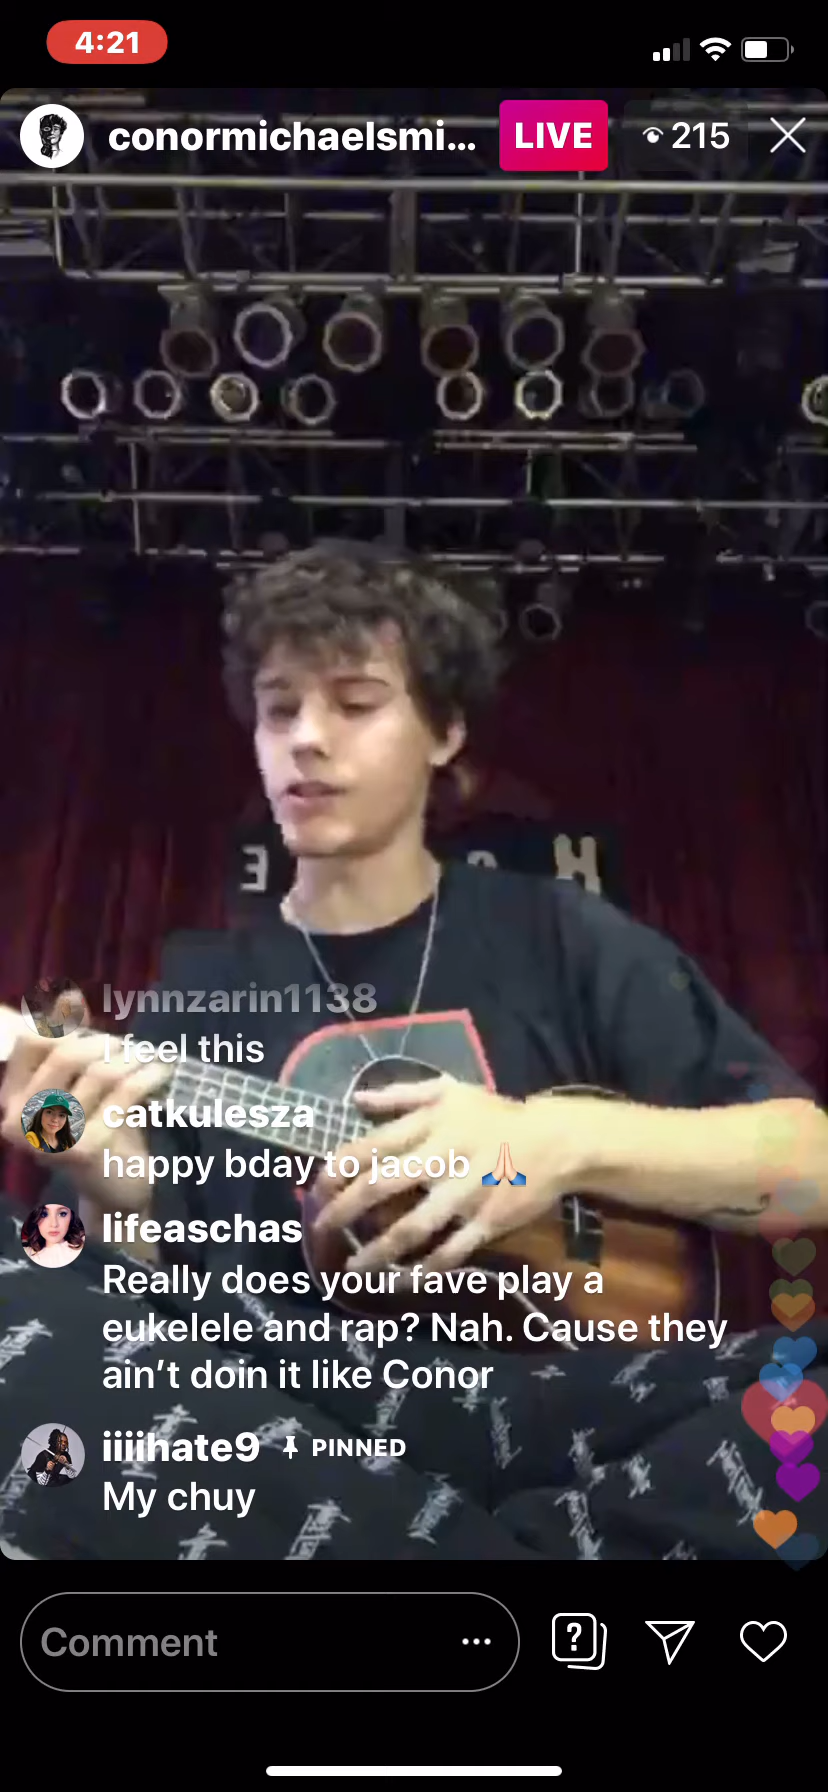 4:21
conormichaelsmi...
LIVE
215
lynnzarin1138
I feel this
catkulesza
happy bday to jacob 🙏🏻
lifeaschas
Really does your fave play a
eukelele and rap? Nah. Cause they
ain’t doin it like Conor
iiiihate9 PINNED
My chuy
Comment